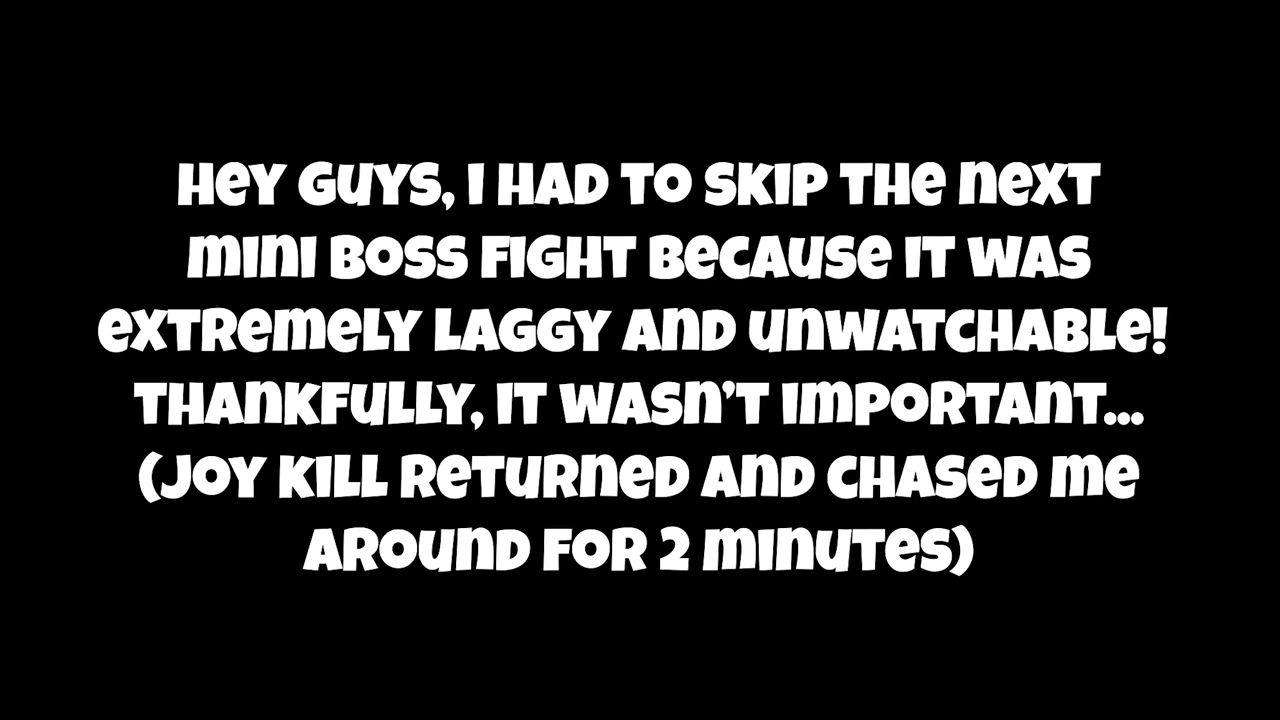 Hey guys, I had to skip the next
mini boss fight because it was
extremely laggy and unwatchable!
Thankfully, it wasn't important...
(Joy Kill returned and chased me
around for 2 minutes)